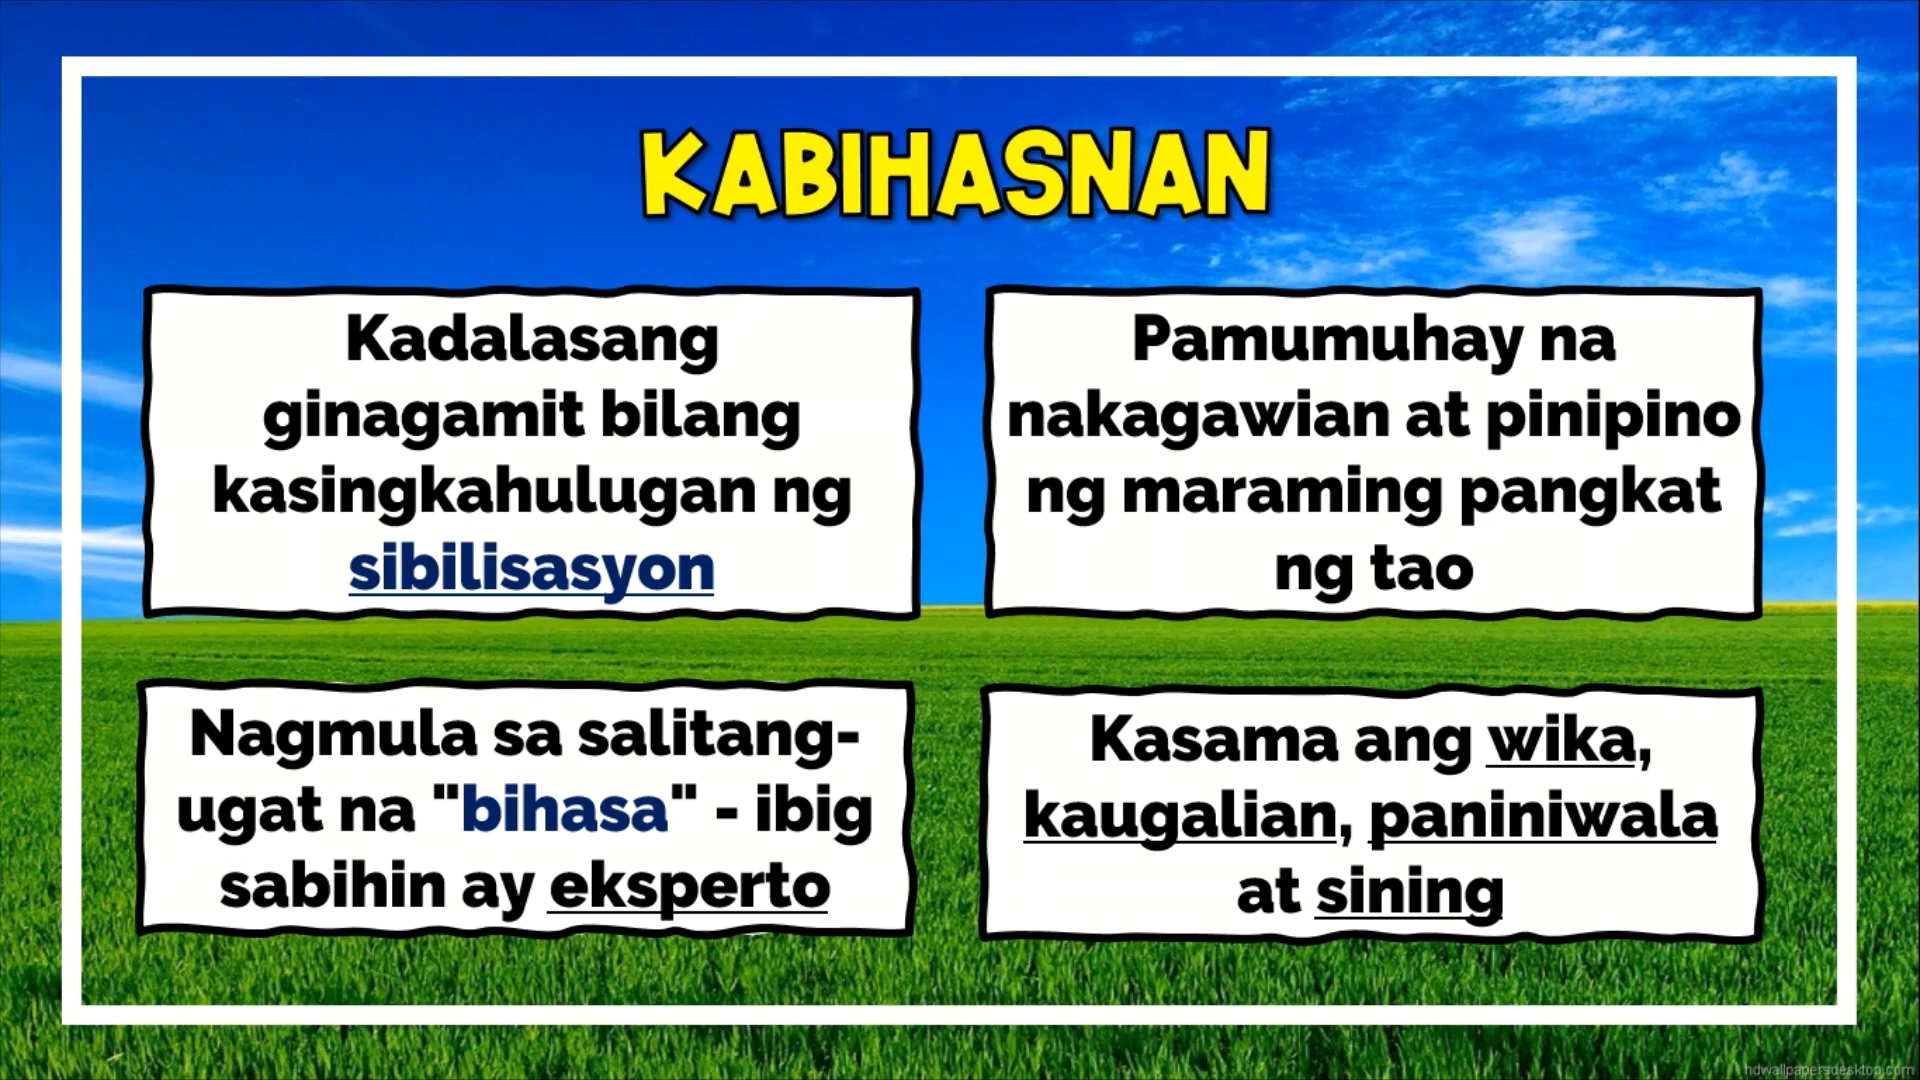 KABIHASNAN
Kadalasang
ginagamit bilang
kasingkahulugan ng
sibilisasyon
Pamumuhay na
nakagawian at pinipino
ng maraming pangkat
ng tao
Nagmula sa salitang-
ugat na "bihasa" - ibig
sabihin ay eksperto
Kasama ang wika,
kaugalian, paniniwala
at sining
hdwallpapersdesktop.com